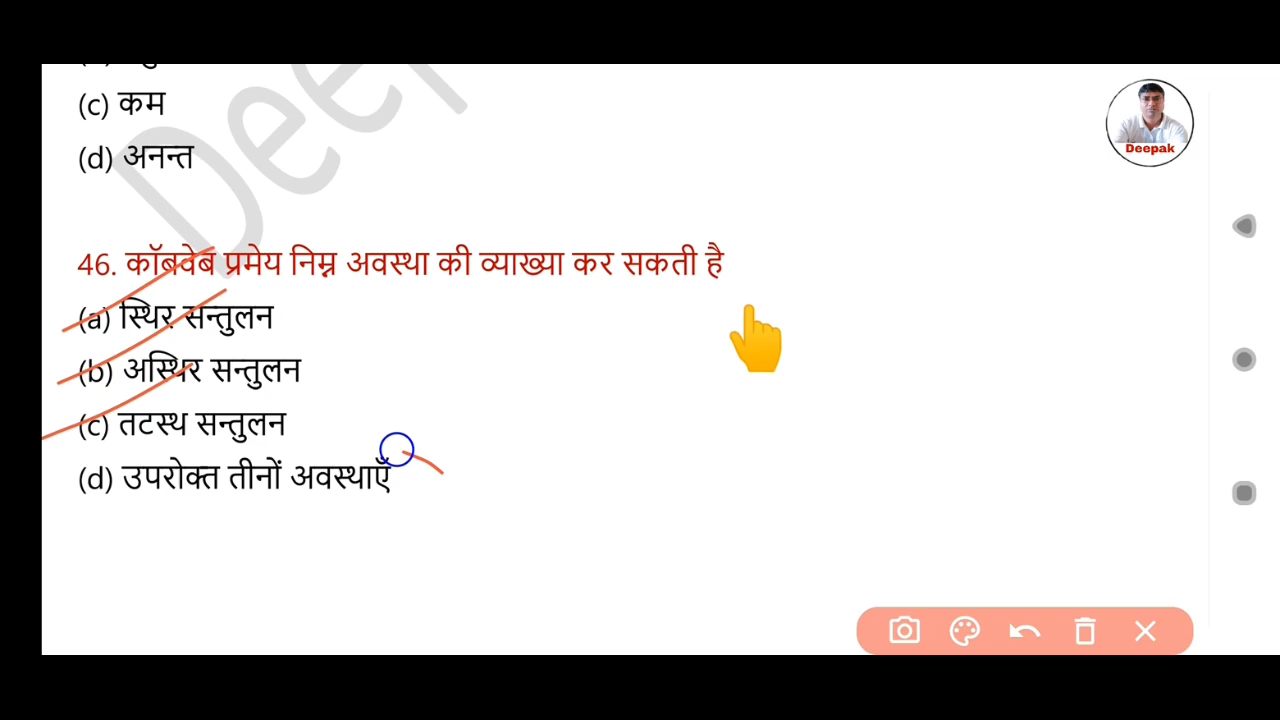 (c) कम
(d) अनन्त
Deepak
46. कॉबवेब प्रमेय निम्न अवस्था की व्याख्या कर सकती है
(a) स्थिर सन्तुलन
(b) अस्थिर सन्तुलन
(c) तटस्थ सन्तुलन
(d) उपरोक्त तीनों अवस्थाएँ